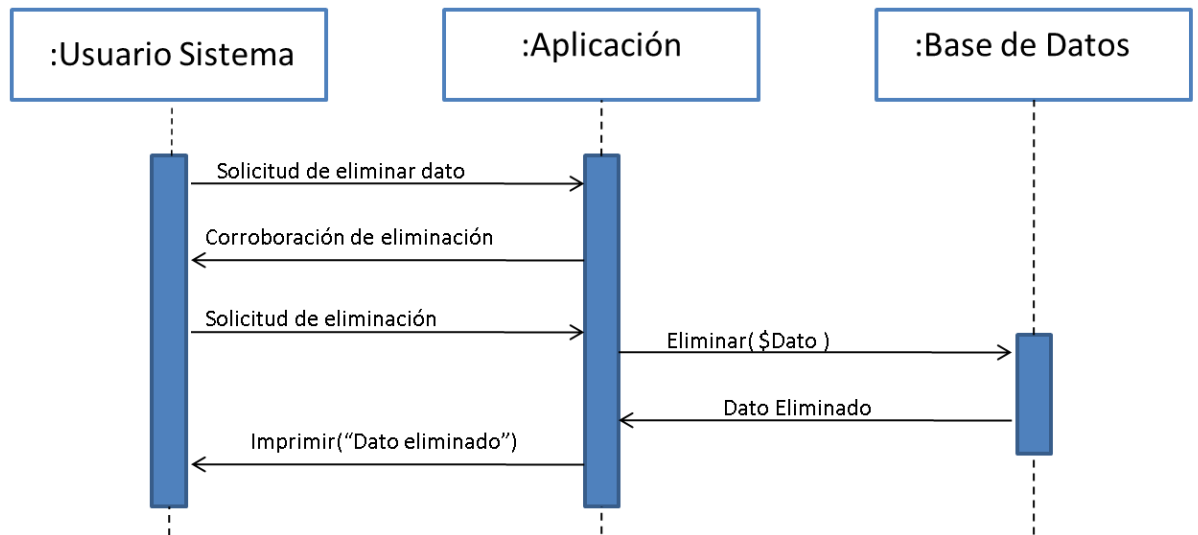 :Usuario Sistema
:Aplicación
:Base de Datos
Solicitud de eliminar dato
Corroboración de eliminación
Solicitud de eliminación
Eliminar( $Dato )
Dato Eliminado
Imprimir(“Dato eliminado”)